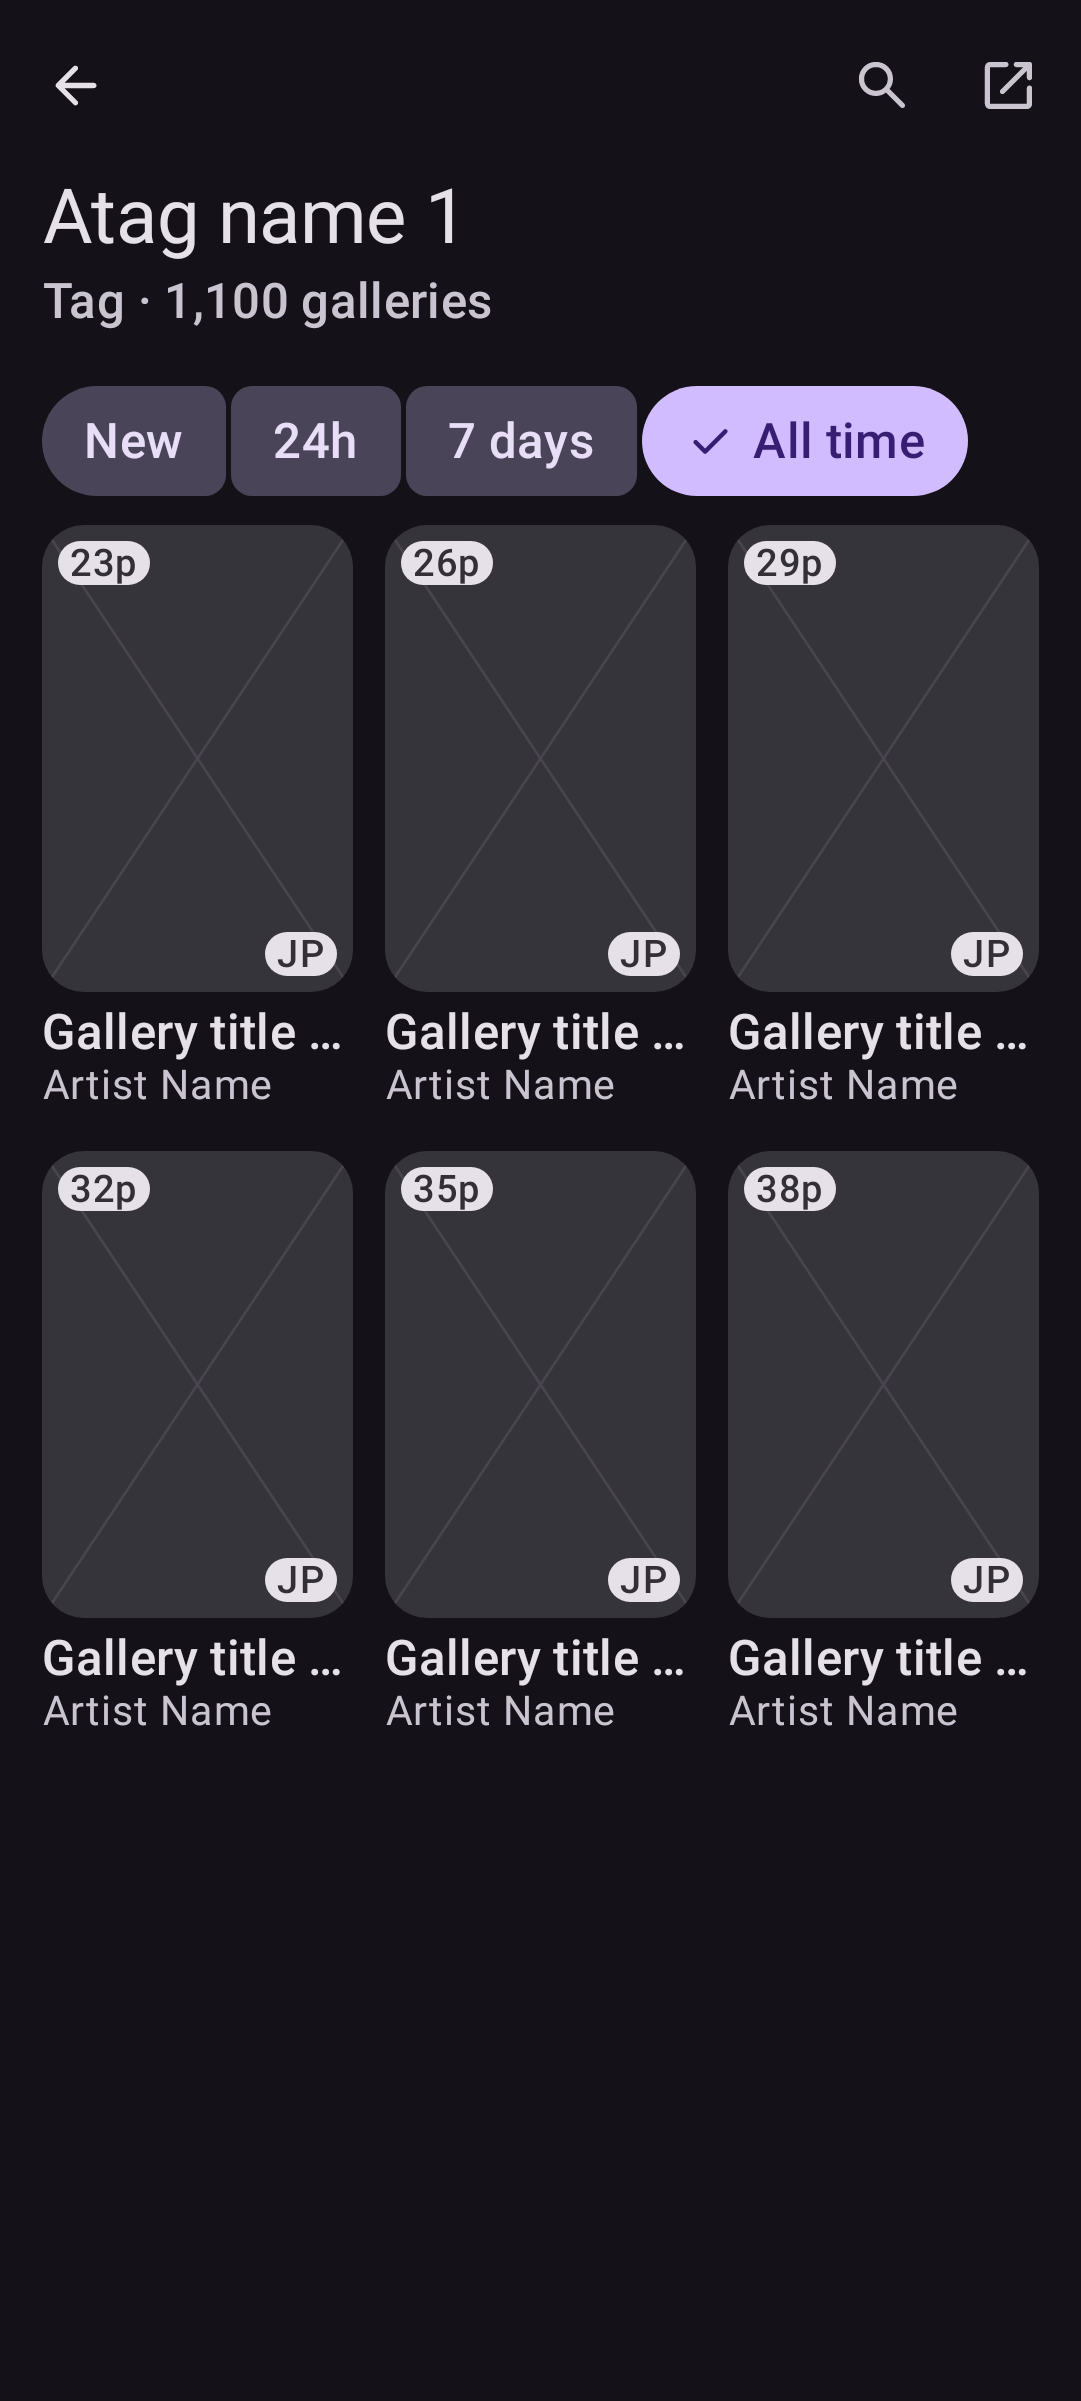 Atag name 1
Tag · 1,100 galleries
New 24h 7 days All time
23p 26p 29p
JP JP JP
Gallery title … Gallery title … Gallery title …
Artist Name Artist Name Artist Name
32p 35p 38p
JP JP JP
Gallery title … Gallery title … Gallery title …
Artist Name Artist Name Artist Name